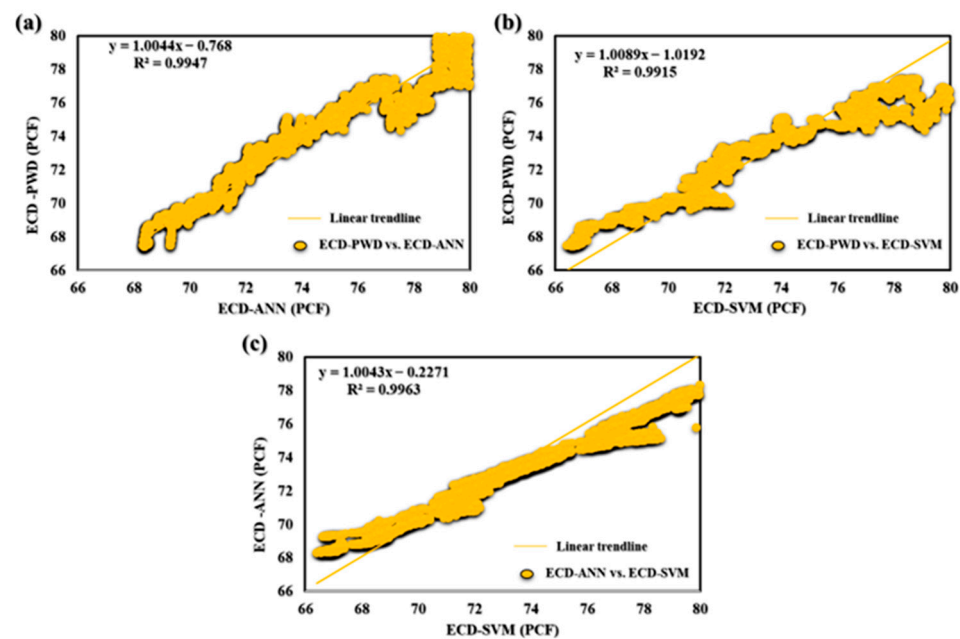 (a)
80
78
76
74
72
70
68
66
ECD -PWD (PCF)
y = 1.0044x – 0.768
R² = 0.9947
Linear trendline
ECD-PWD vs. ECD-ANN
66 68 70 72 74 76 78 80
ECD-ANN (PCF)
(b)
80
78
76
74
72
70
68
66
ECD-PWD (PCF)
y = 1.0089x – 1.0192
R² = 0.9915
Linear trendline
ECD-PWD vs. ECD-SVM
66 68 70 72 74 76 78 80
ECD-SVM (PCF)
(c)
80
78
76
74
72
70
68
66
ECD -ANN (PCF)
y = 1.0043x – 0.2271
R² = 0.9963
Linear trendline
ECD-ANN vs. ECD-SVM
66 68 70 72 74 76 78 80
ECD-SVM (PCF)